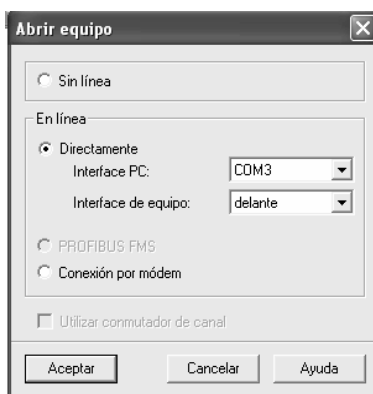 Abrir equipo
Sin línea
En línea
Directamente
Interface PC: COM3
Interface de equipo: delante
PROFIBUS FMS
Conexión por módem
Utilizar conmutador de canal
Aceptar Cancelar Ayuda